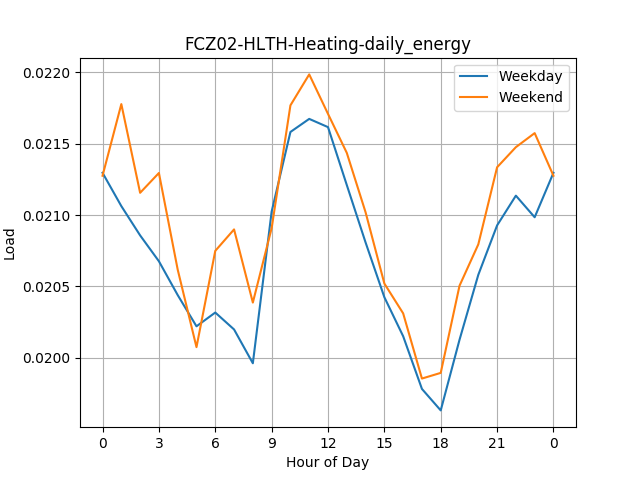 FCZ02-HLTH-Heating-daily_energy
Weekday
Weekend
0.0220
0.0215
0.0210
0.0205
0.0200
Load
0 3 6 9 12 15 18 21 0
Hour of Day